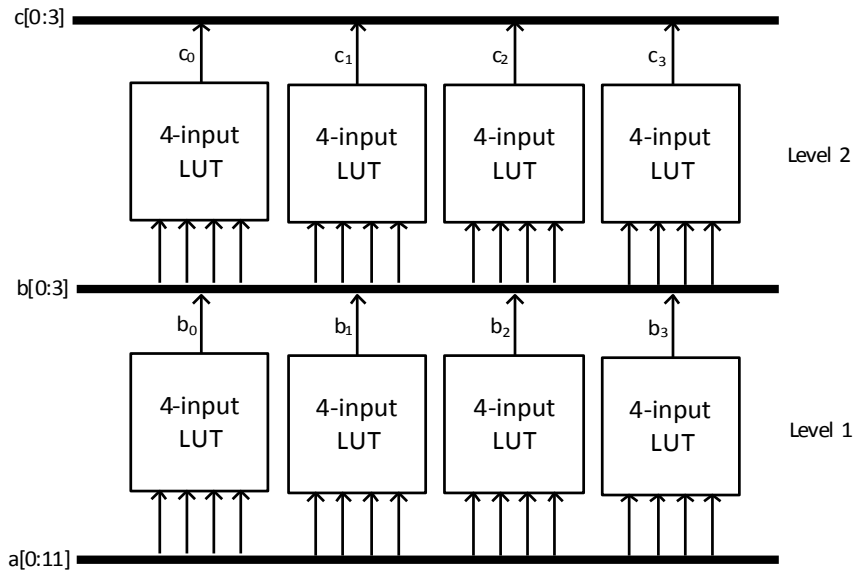 c[0:3]
c0
c1
c2
c3
4-input
LUT
4-input
LUT
4-input
LUT
4-input
LUT
Level 2
b[0:3]
b0
b1
b2
b3
4-input
LUT
4-input
LUT
4-input
LUT
4-input
LUT
Level 1
a[0:11]